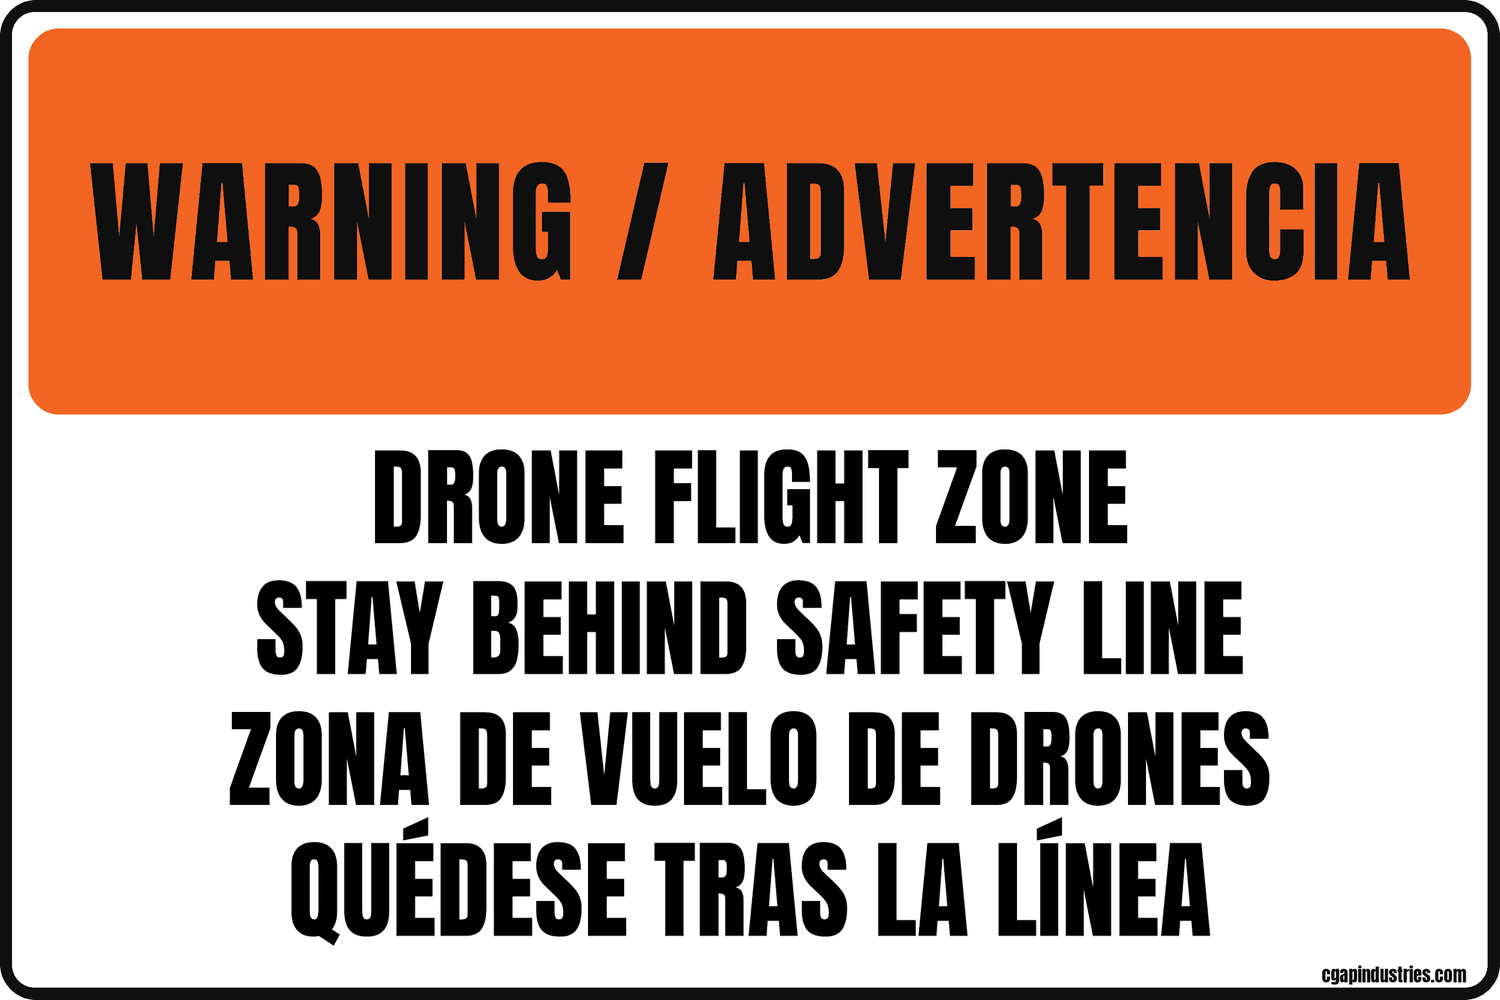 WARNING / ADVERTENCIA
DRONE FLIGHT ZONE
STAY BEHIND SAFETY LINE
ZONA DE VUELO DE DRONES
QUÉDESE TRAS LA LÍNEA
cgapindustries.com